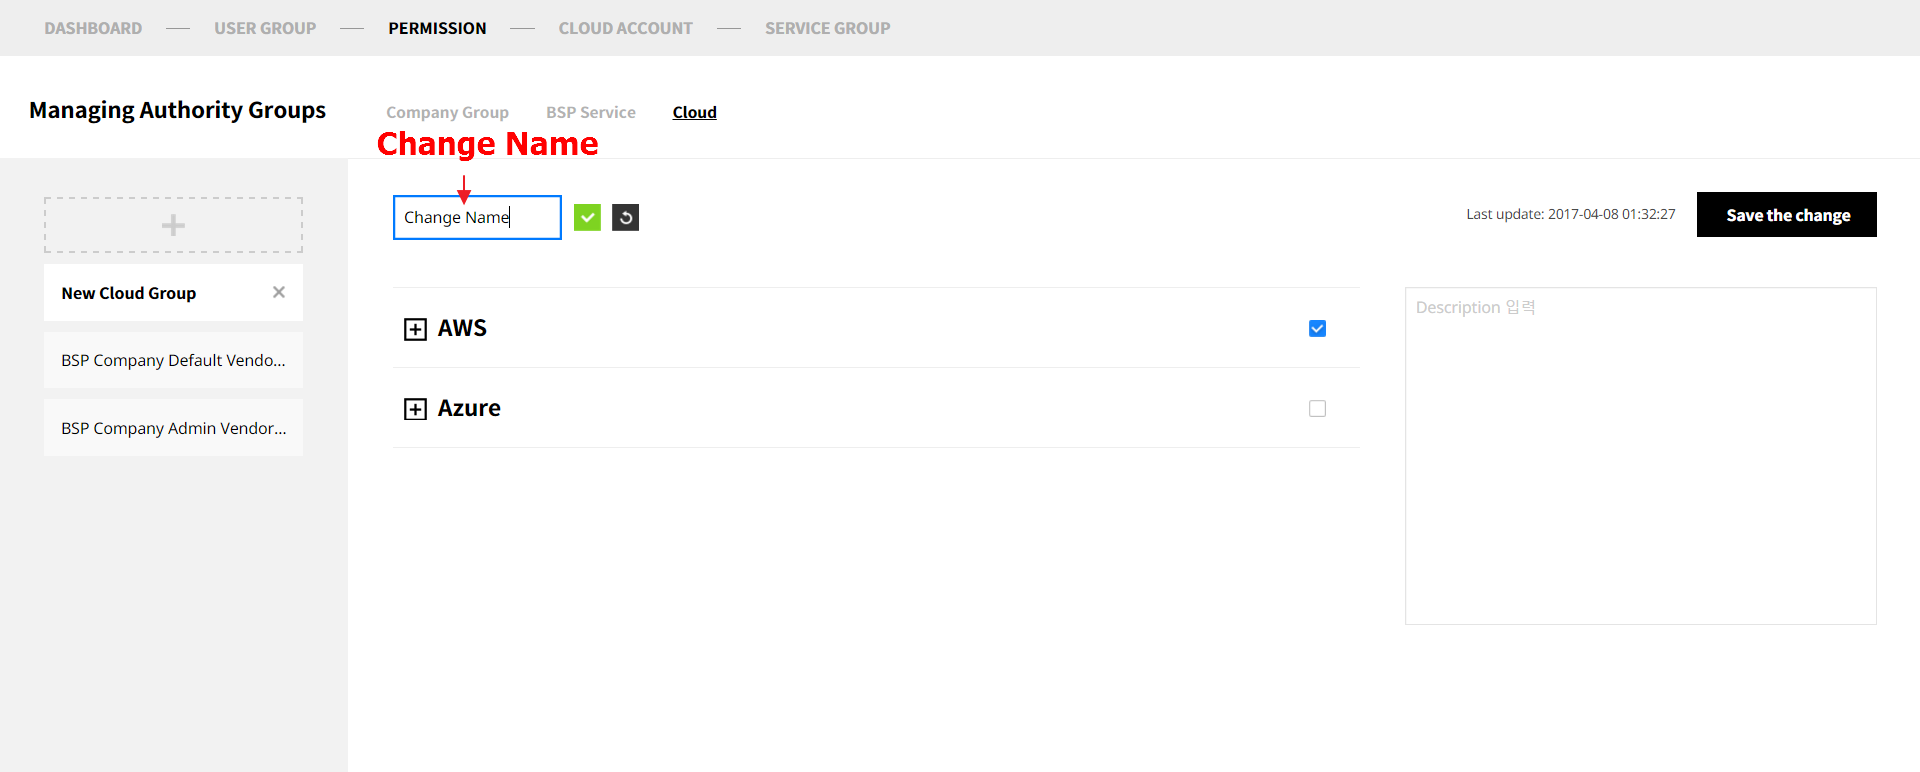 DASHBOARD — USER GROUP — PERMISSION — CLOUD ACCOUNT — SERVICE GROUP
Managing Authority Groups
Company Group BSP Service Cloud
Change Name
Change Name
Last update: 2017-04-08 01:32:27
Save the change
New Cloud Group
BSP Company Default Vendo...
BSP Company Admin Vendor...
AWS
Azure
Description 입력